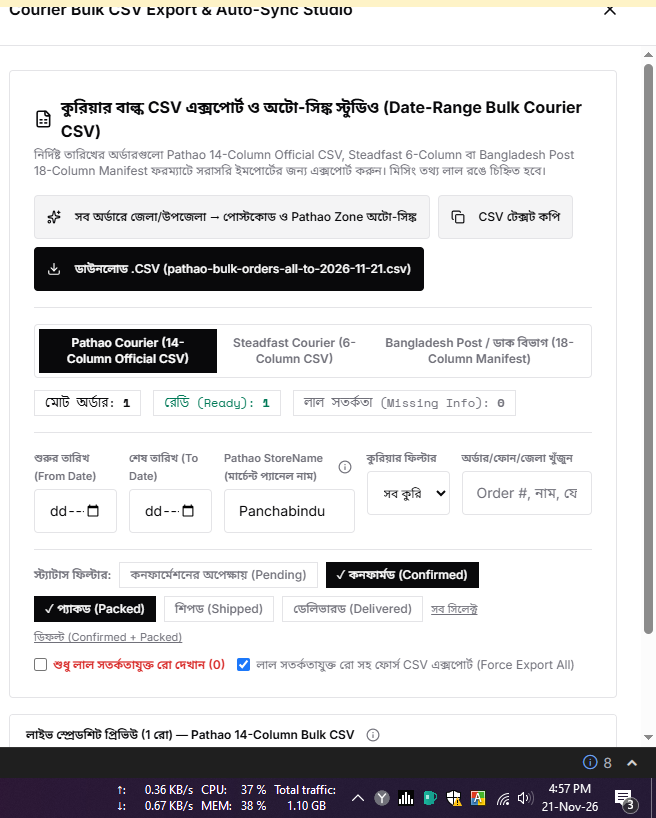 Courier Bulk CSV Export & Auto-Sync Studio
কুরিয়ার বাল্ক CSV এক্সপোর্ট ও অটো-সিঙ্ক স্টুডিও (Date-Range Bulk Courier
CSV)
নির্দিষ্ট তারিখের অর্ডারগুলো Pathao 14-Column Official CSV, Steadfast 6-Column বা Bangladesh Post
18-Column Manifest ফরম্যাটে সরাসরি ইমপোর্টের জন্য এক্সপোর্ট করুন। মিসিং তথ্য লাল রঙে চিহ্নিত হবে।
সব অর্ডারে জেলা/উপজেলা → পোস্টকোড ও Pathao Zone অটো-সিঙ্ক
CSV টেক্সট কপি
ডাউনলোড .CSV (pathao-bulk-orders-all-to-2026-11-21.csv)
Pathao Courier (14-
Column Official CSV)
Steadfast Courier (6-
Column CSV)
Bangladesh Post / ডাক বিভাগ (18-
Column Manifest)
মোট অর্ডার: 1
রেডি (Ready): 1
লাল সতর্কতা (Missing Info): 0
শুরুর তারিখ
(From Date)
dd--
শেষ তারিখ (To
Date)
dd--
Pathao StoreName
(মার্চেন্ট প্যানেল নাম)
Panchabindu
কুরিয়ার ফিল্টার
সব কুরি
অর্ডার/ফোন/জেলা খুঁজুন
Order #, নাম, ফো
স্ট্যাটাস ফিল্টার:
কনফার্মেশনের অপেক্ষায় (Pending)
✓ কনফার্মড (Confirmed)
✓ প্যাকড (Packed)
শিপড (Shipped)
ডেলিভারড (Delivered)
সব সিলেক্ট
ডিফল্ট (Confirmed + Packed)
শুধু লাল সতর্কতাযুক্ত রো দেখান (0)
লাল সতর্কতাযুক্ত রো সহ ফোর্স CSV এক্সপোর্ট (Force Export All)
লাইভ স্প্রেডশিট প্রিভিউ (1 রো) — Pathao 14-Column Bulk CSV
8
↑: 0.36 KB/s CPU: 37 % Total traffic:
↓: 0.67 KB/s MEM: 38 % 1.10 GB
4:57 PM
21-Nov-26
3